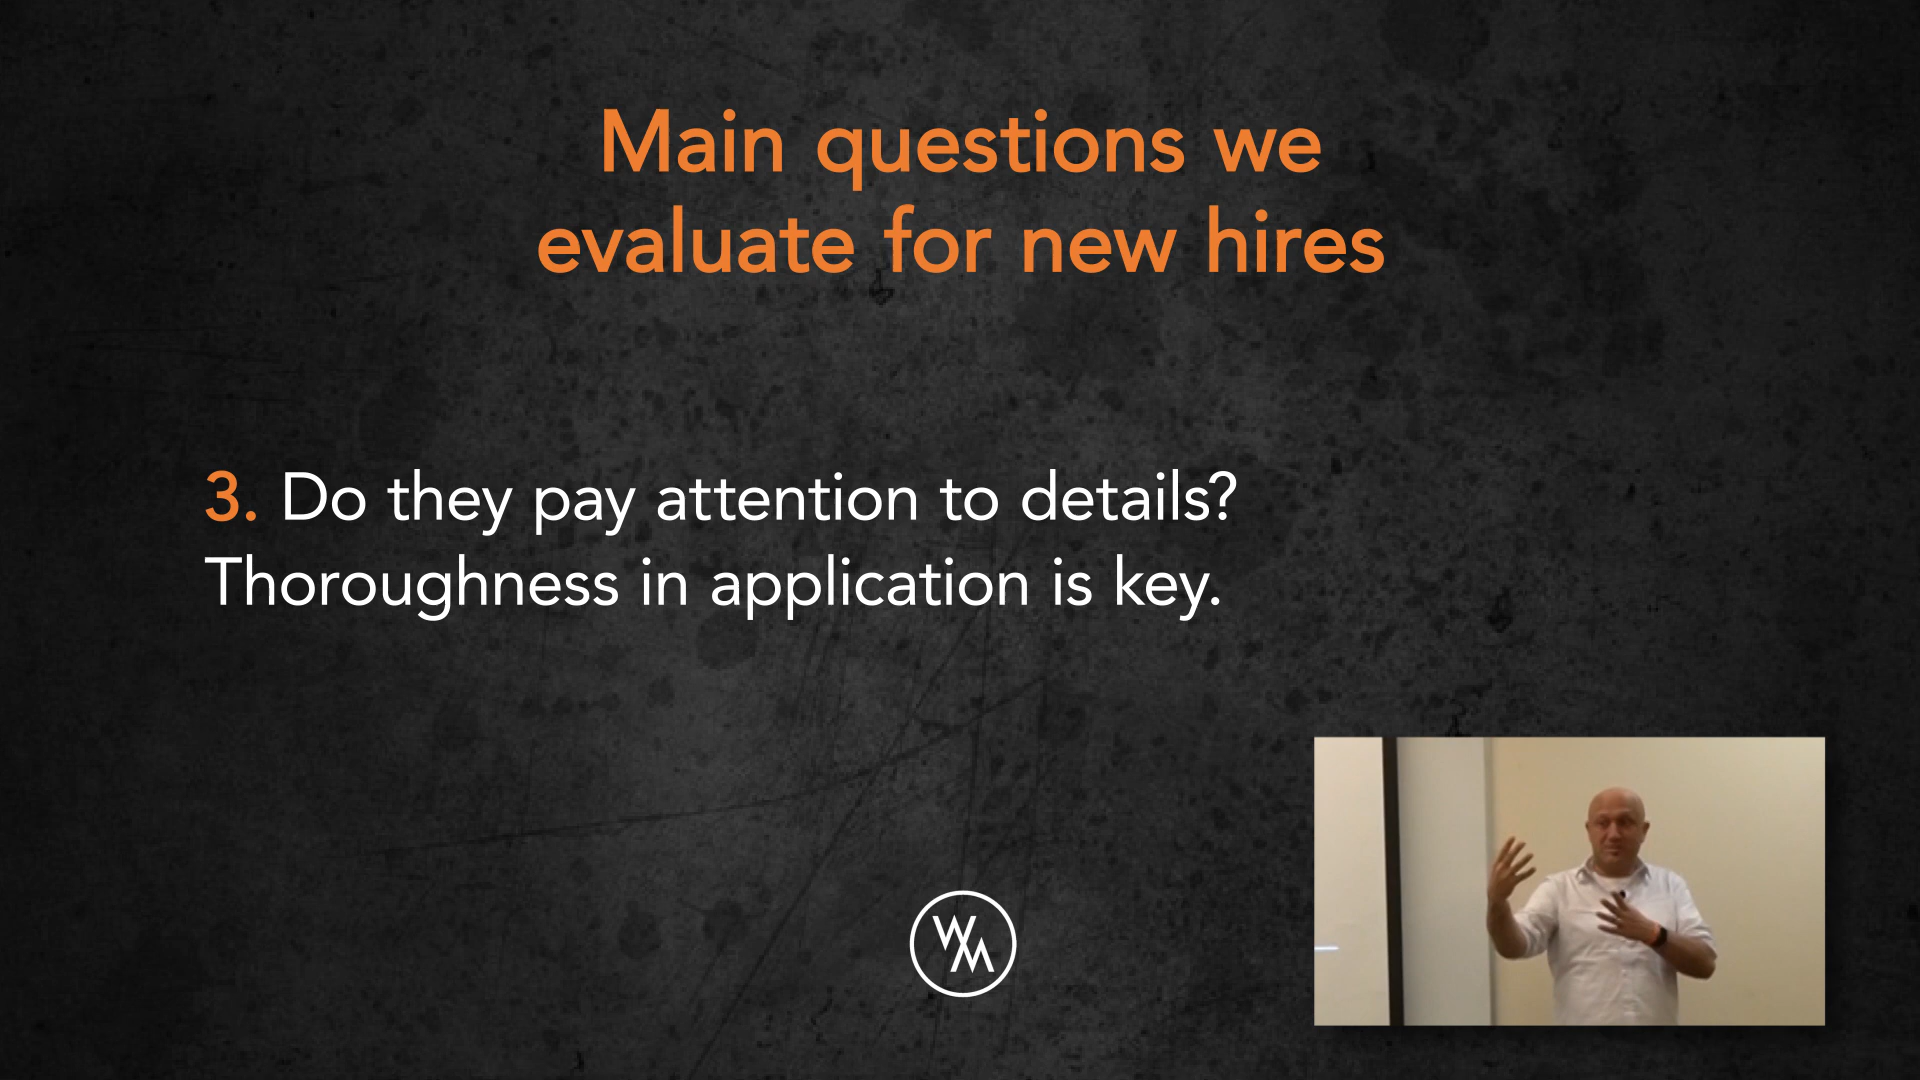 Main questions we
evaluate for new hires
3. Do they pay attention to details?
Thoroughness in application is key.
WM